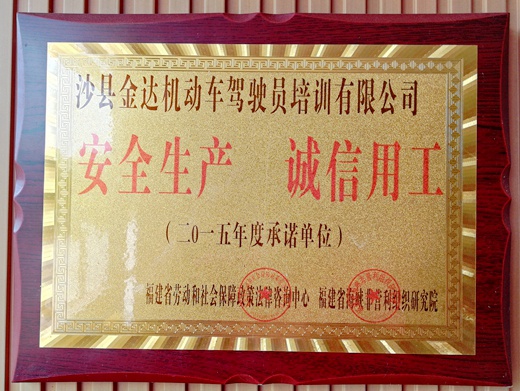 沙县金达机动车驾驶员培训有限公司
安全生产 诚信用工
（二0一五年度承诺单位）
福建省劳动和社会保障政策法律咨询中心 福建省海峡非营利组织研究院